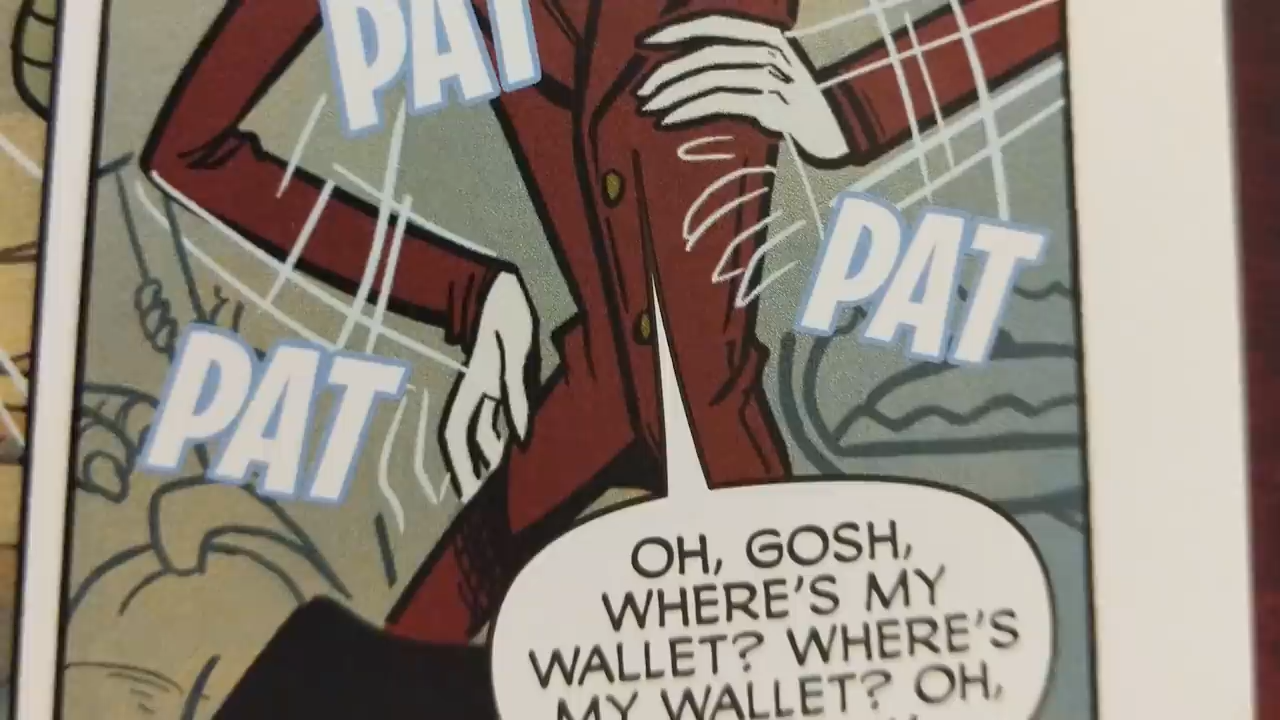 PAT
PAT
PAT
OH, GOSH,
WHERE'S MY
WALLET? WHERE'S
MY WALLET? OH,